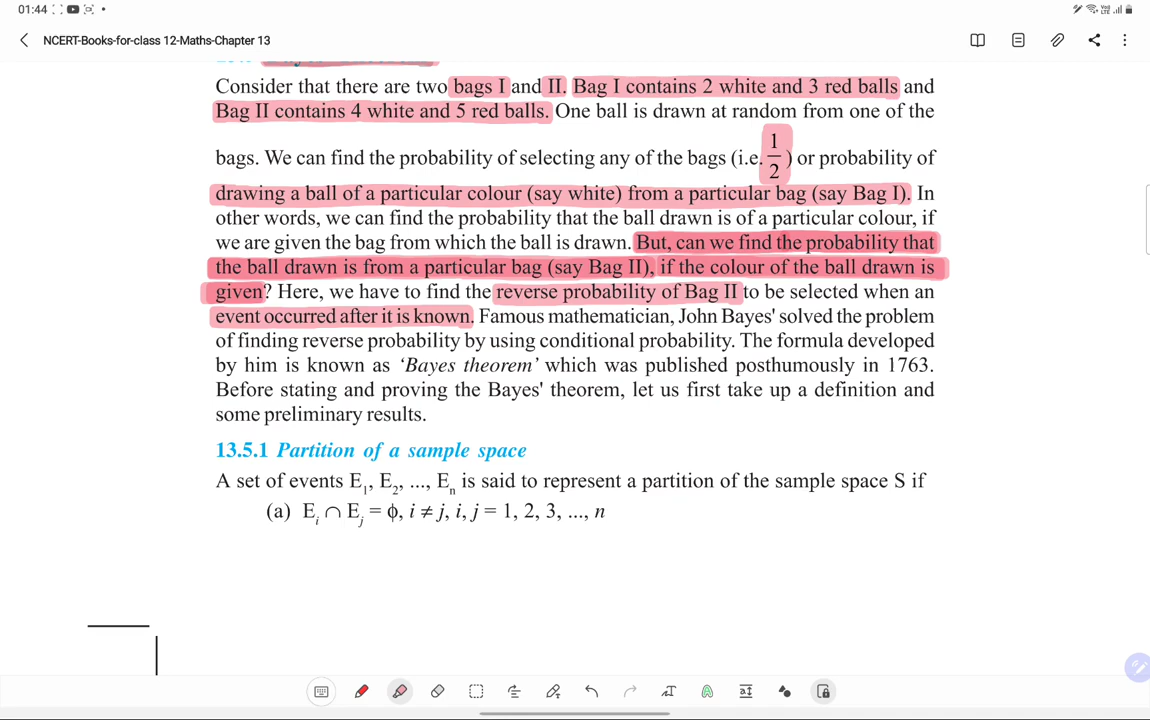 01:44
NCERT-Books-for-class 12-Maths-Chapter 13
Consider that there are two bags I and II. Bag I contains 2 white and 3 red balls and
Bag II contains 4 white and 5 red balls. One ball is drawn at random from one of the
bags. We can find the probability of selecting any of the bags (i.e. 1/2) or probability of
drawing a ball of a particular colour (say white) from a particular bag (say Bag I). In
other words, we can find the probability that the ball drawn is of a particular colour, if
we are given the bag from which the ball is drawn. But, can we find the probability that
the ball drawn is from a particular bag (say Bag II), if the colour of the ball drawn is
given? Here, we have to find the reverse probability of Bag II to be selected when an
event occurred after it is known. Famous mathematician, John Bayes' solved the problem
of finding reverse probability by using conditional probability. The formula developed
by him is known as ‘Bayes theorem’ which was published posthumously in 1763.
Before stating and proving the Bayes' theorem, let us first take up a definition and
some preliminary results.
13.5.1 Partition of a sample space
A set of events E₁, E₂, ..., Eₙ is said to represent a partition of the sample space S if
(a) Eᵢ ∩ Eⱼ = ϕ, i ≠ j, i, j = 1, 2, 3, ..., n